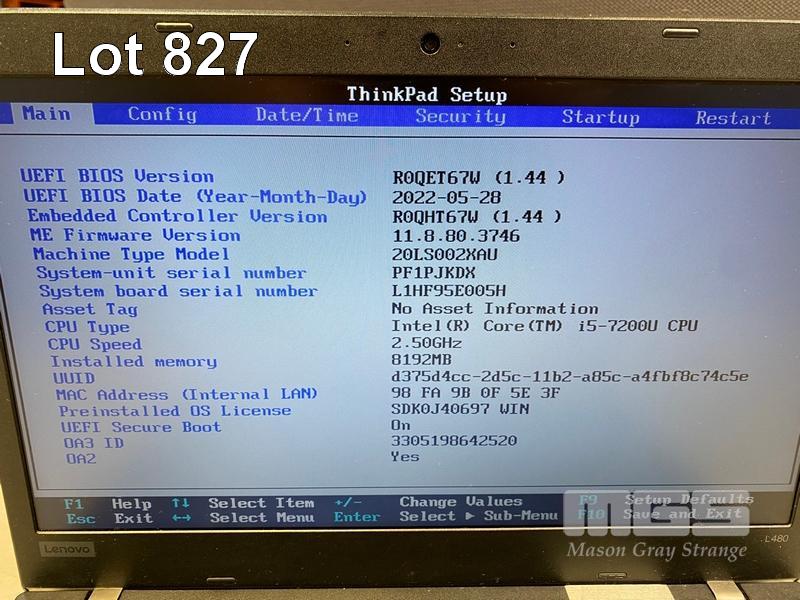 Lot 827
ThinkPad Setup
Main Config Date/Time Security Startup Restart
UEFI BIOS Version R0QET67W (1.44 )
UEFI BIOS Date (Year-Month-Day) 2022-05-28
Embedded Controller Version R0QHT67W (1.44 )
ME Firmware Version 11.8.80.3746
Machine Type Model 20LS002XAU
System-unit serial number PF1PJKDX
System board serial number L1HF95E005H
Asset Tag No Asset Information
CPU Type Intel(R) Core(TM) i5-7200U CPU
CPU Speed 2.50GHz
Installed memory 8192MB
UUID d375d4cc-2d5c-11b2-a85c-a4fbf8c74c5e
MAC Address (Internal LAN) 98 FA 9B 0F 5E 3F
Preinstalled OS License SDK0J40697 WIN
UEFI Secure Boot On
OA3 ID 3305198642520
OA2 Yes
F1 Help ↑↓ Select Item +/- Change Values F9 Setup Defaults
Esc Exit ←→ Select Menu Enter Select ▶ Sub-Menu F10 Save and Exit
MGS
Lenovo
Mason Gray Strange
L480